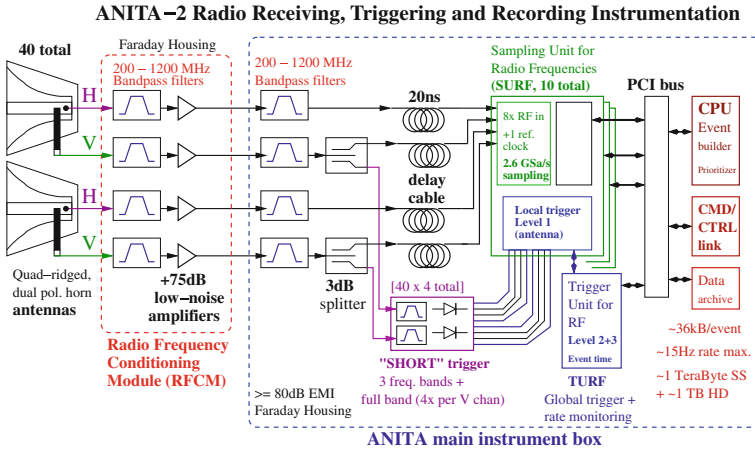 ANITA−2 Radio Receiving, Triggering and Recording Instrumentation
40 total
Faraday Housing
200−1200 MHz
Bandpass filters
200−1200 MHz
Bandpass filters
H
V
H
V
Quad−ridged,
dual pol. horn
antennas
+75dB
low−noise
amplifiers
Radio Frequency
Conditioning
Module (RFCM)
20ns
delay
cable
3dB
splitter
Sampling Unit for
Radio Frequencies
(SURF, 10 total)
8x RF in
+1 ref.
clock
2.6 GSa/s
sampling
Local trigger
Level 1
(antenna)
[40 x 4 total]
"SHORT" trigger
3 freq. bands +
full band (4x per V chan)
Trigger
Unit for
RF
Level 2+3
Event time
TURF
Global trigger +
rate monitoring
PCI bus
CPU
Event
builder
Prioritizer
CMD/
CTRL
link
Data
archive
~36kB/event
~15Hz rate max.
~1 TeraByte SS
+ ~1 TB HD
>= 80dB EMI
Faraday Housing
ANITA main instrument box